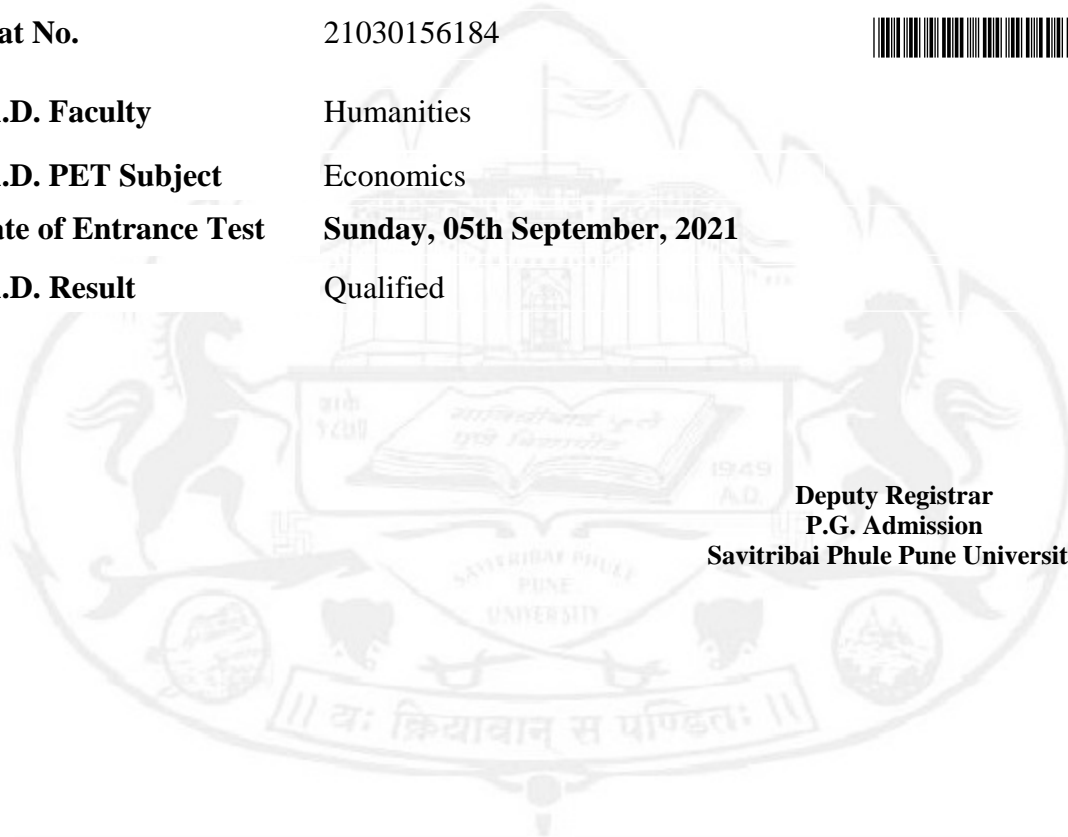 at No. 21030156184
.D. Faculty Humanities
.D. PET Subject Economics
ate of Entrance Test Sunday, 05th September, 2021
.D. Result Qualified
शाके
1949
A.D.
Deputy Registrar
P.G. Admission
Savitribai Phule Pune Universit
SAVITRIBAI PHULE
PUNE
UNIVERSITY
|| यः क्रियावान् स पण्डितः ||